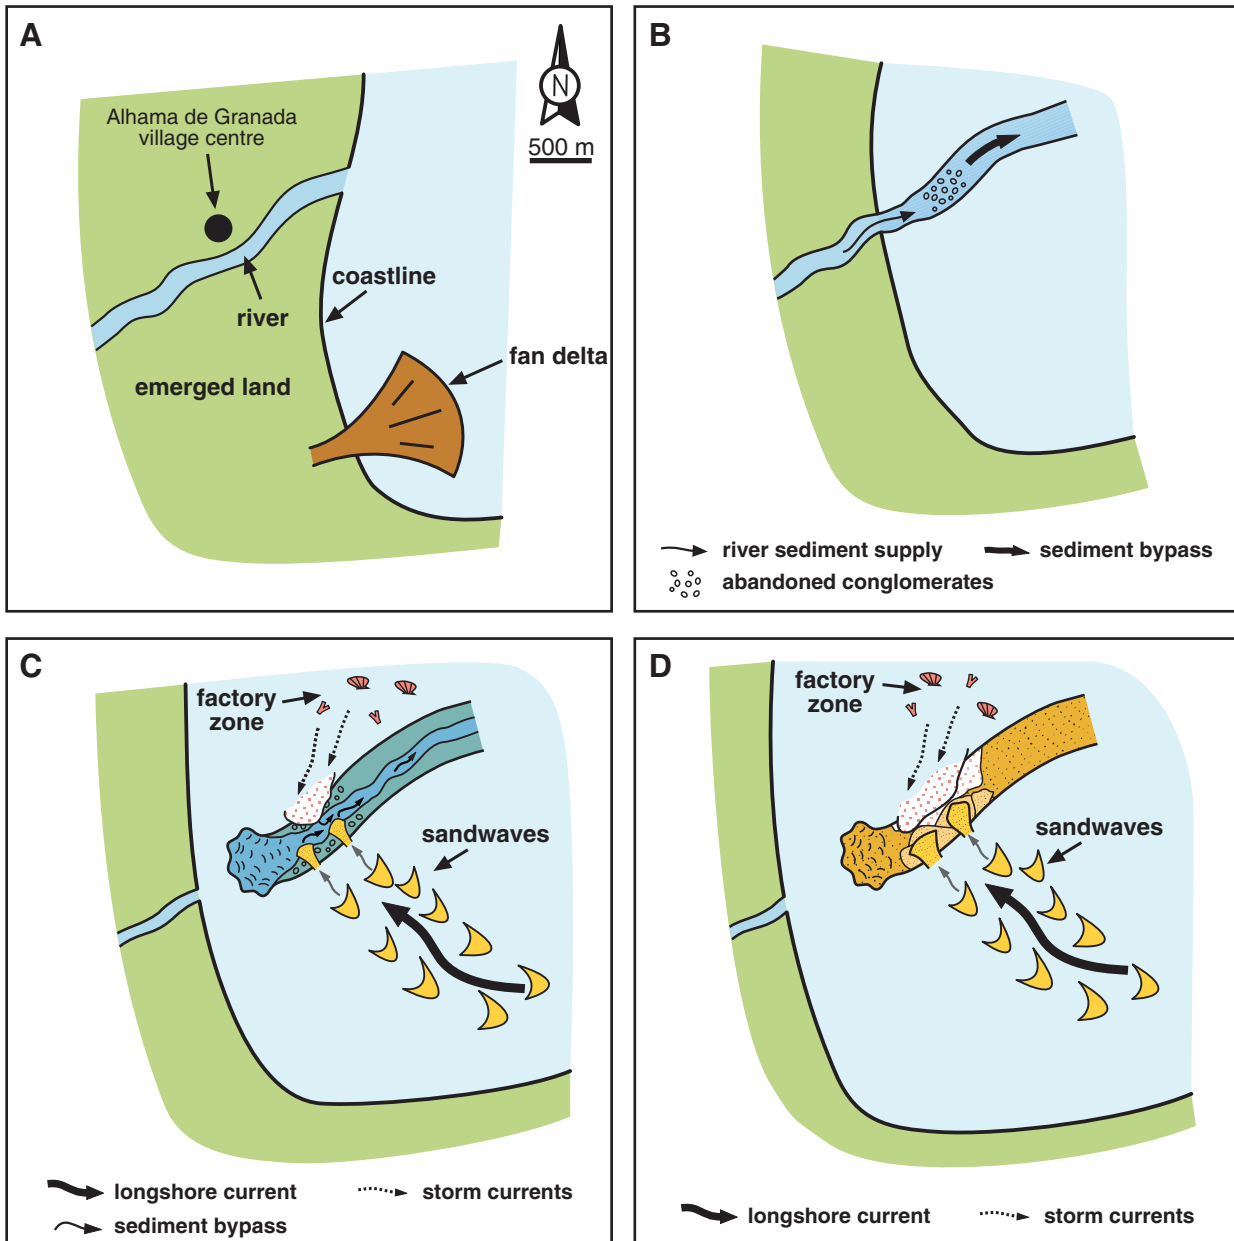 A
N
500 m
Alhama de Granada
village centre
coastline
river
fan delta
emerged land
B
river sediment supply
sediment bypass
abandoned conglomerates
C
factory
zone
sandwaves
longshore current
storm currents
sediment bypass
D
factory
zone
sandwaves
longshore current
storm currents